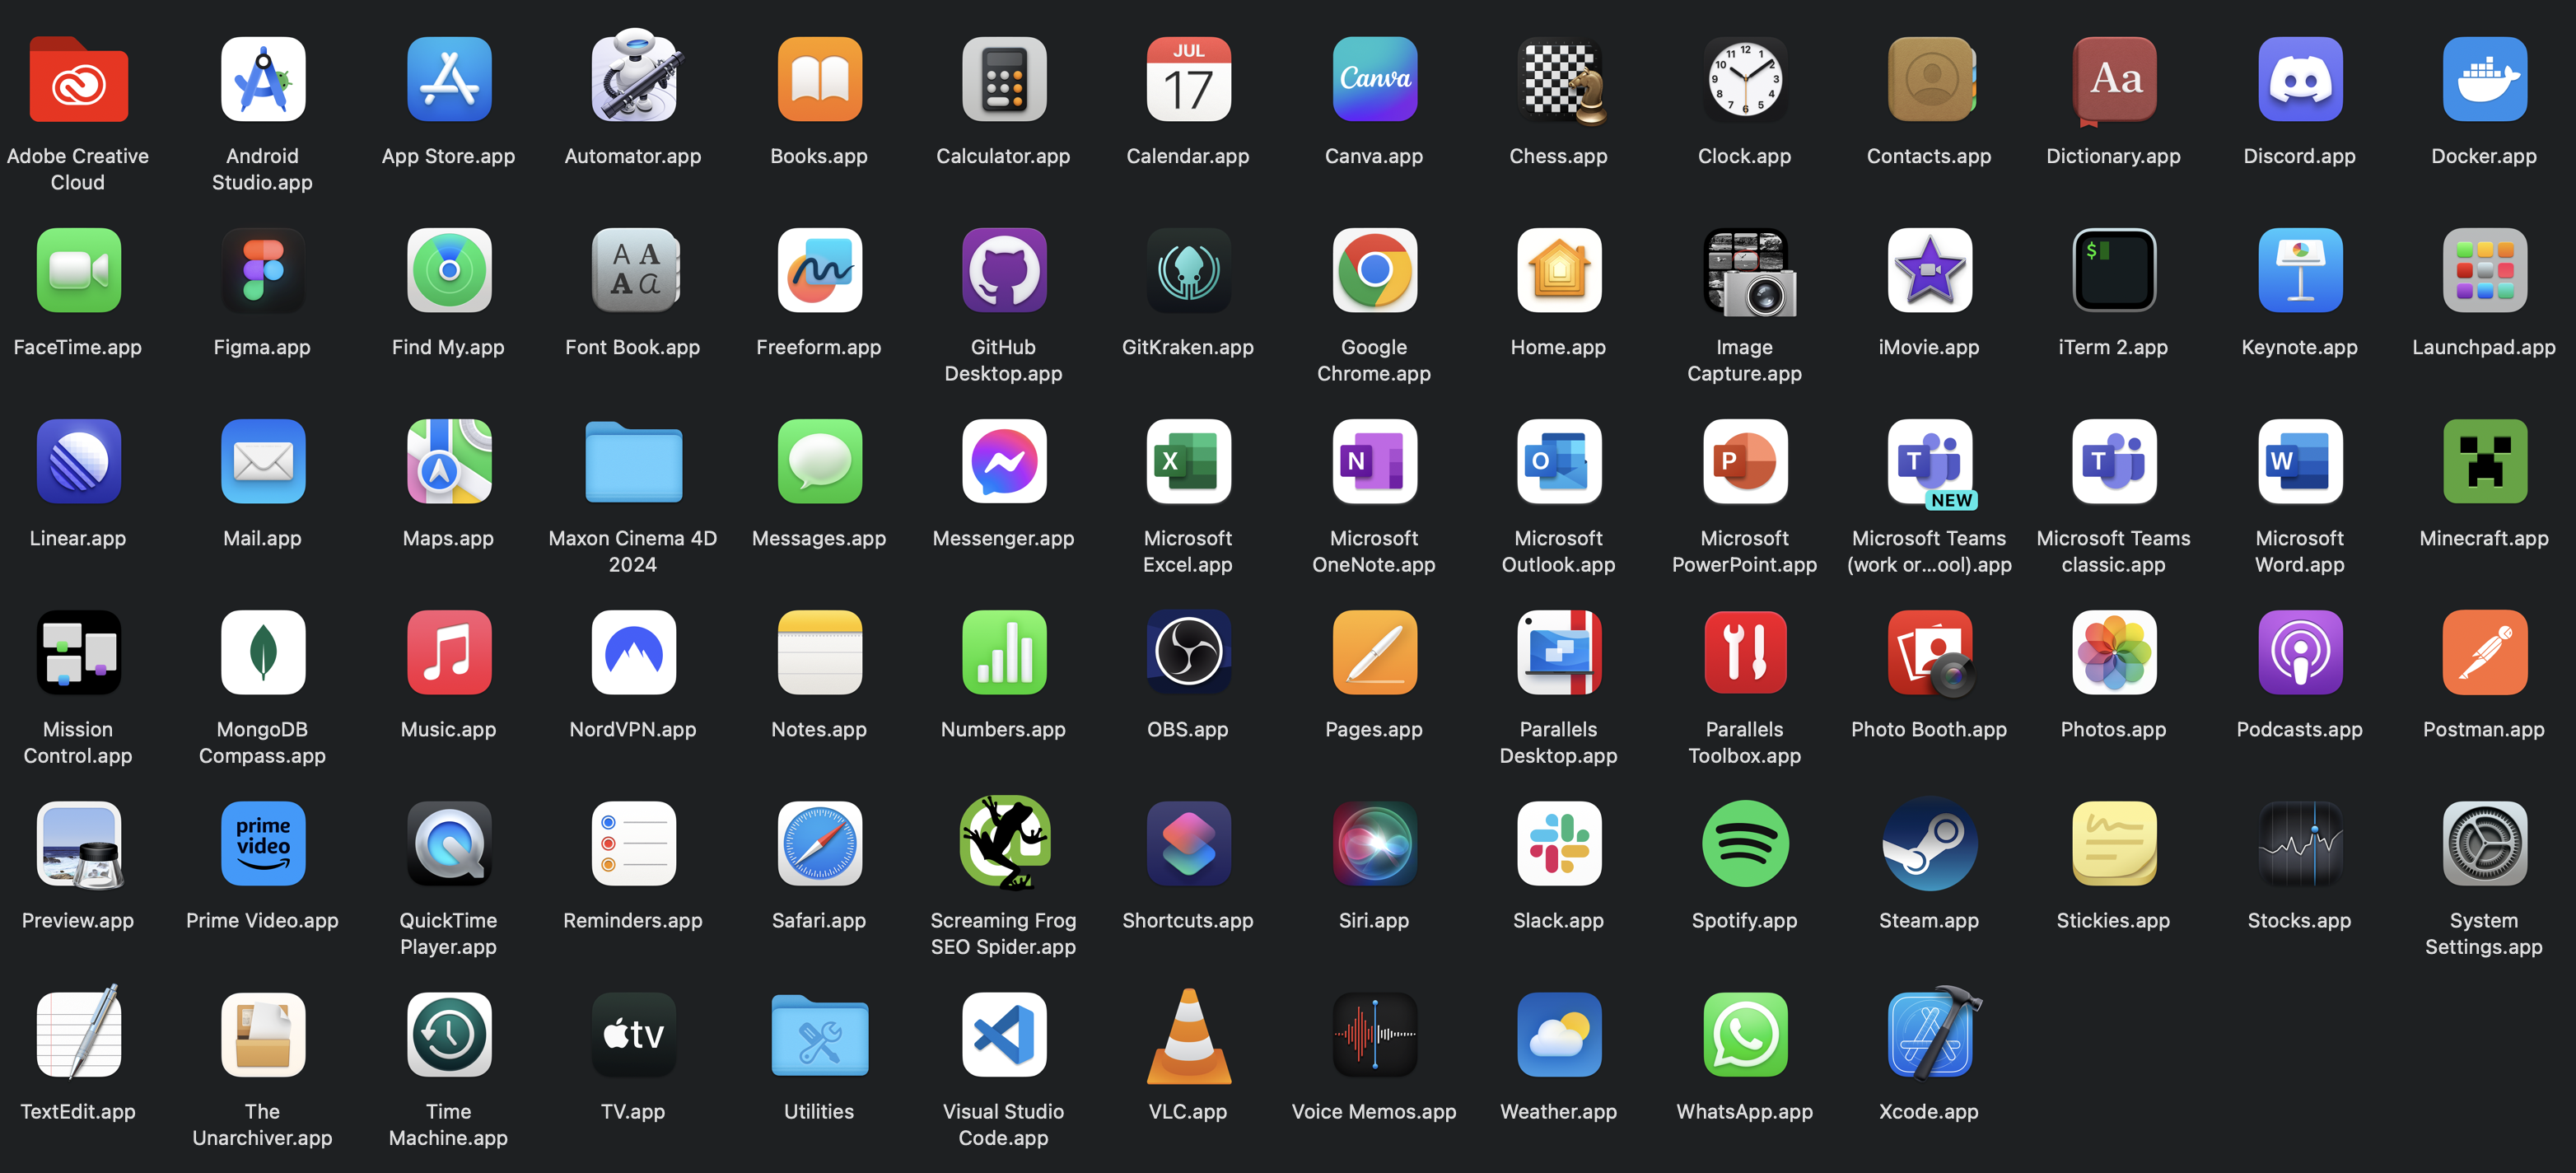 JUL
17
Canva
12
Aa
Adobe Creative
Cloud
Android
Studio.app
App Store.app
Automator.app
Books.app
Calculator.app
Calendar.app
Canva.app
Chess.app
Clock.app
Contacts.app
Dictionary.app
Discord.app
Docker.app
A A
A a
$
FaceTime.app
Figma.app
Find My.app
Font Book.app
Freeform.app
GitHub
Desktop.app
GitKraken.app
Google
Chrome.app
Home.app
Image
Capture.app
iMovie.app
iTerm 2.app
Keynote.app
Launchpad.app
X
N
O
P
T
NEW
T
W
Linear.app
Mail.app
Maps.app
Maxon Cinema 4D
2024
Messages.app
Messenger.app
Microsoft
Excel.app
Microsoft
OneNote.app
Microsoft
Outlook.app
Microsoft
PowerPoint.app
Microsoft Teams
(work or...ool).app
Microsoft Teams
classic.app
Microsoft
Word.app
Minecraft.app
Mission
Control.app
MongoDB
Compass.app
Music.app
NordVPN.app
Notes.app
Numbers.app
OBS.app
Pages.app
Parallels
Desktop.app
Parallels
Toolbox.app
Photo Booth.app
Photos.app
Podcasts.app
Postman.app
prime
video
Preview.app
Prime Video.app
QuickTime
Player.app
Reminders.app
Safari.app
Screaming Frog
SEO Spider.app
Shortcuts.app
Siri.app
Slack.app
Spotify.app
Steam.app
Stickies.app
Stocks.app
System
Settings.app
tv
TextEdit.app
The
Unarchiver.app
Time
Machine.app
TV.app
Utilities
Visual Studio
Code.app
VLC.app
Voice Memos.app
Weather.app
WhatsApp.app
Xcode.app